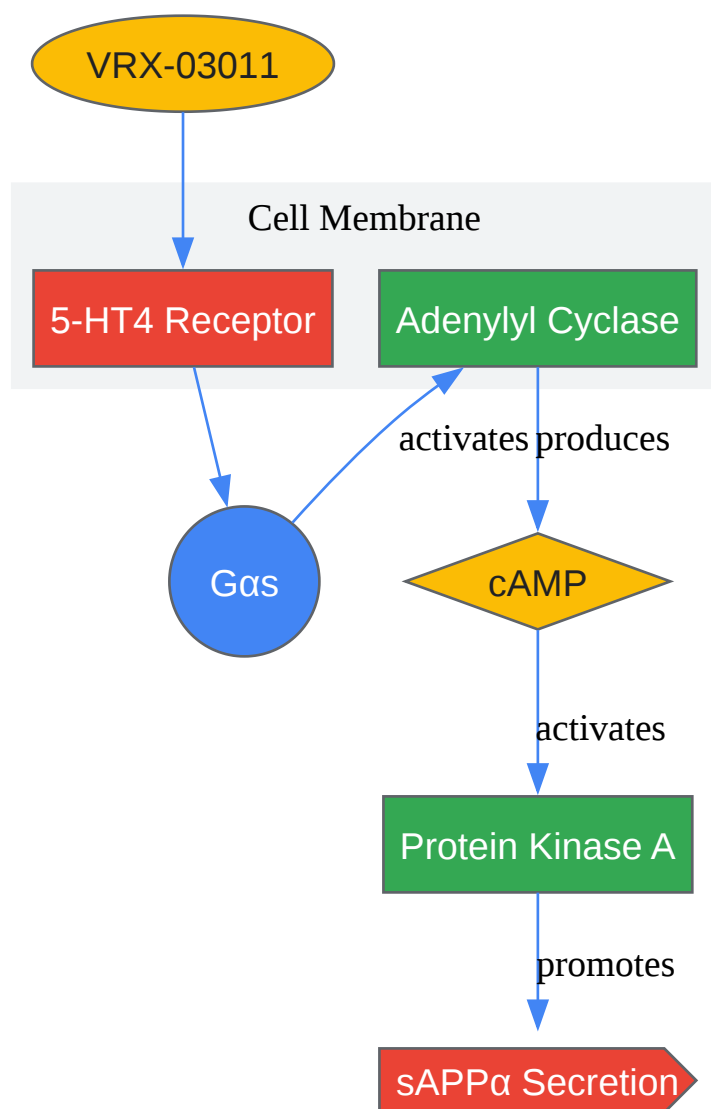 VRX-03011
Cell Membrane
5-HT4 Receptor
Adenylyl Cyclase
activates
produces
Gαs
cAMP
activates
Protein Kinase A
promotes
sAPPα Secretion